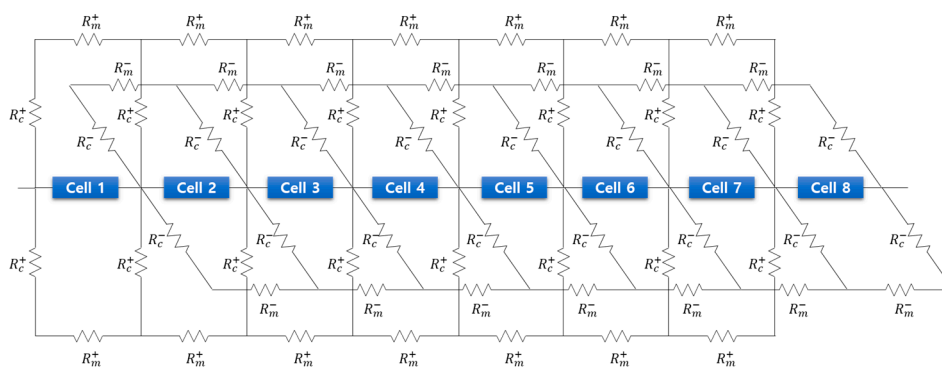 R_m^+ R_m^+ R_m^+ R_m^+ R_m^+ R_m^+ R_m^+
R_m^- R_m^- R_m^- R_m^- R_m^- R_m^- R_m^-
R_c^+ R_c^+ R_c^+ R_c^+ R_c^+ R_c^+ R_c^+ R_c^+
R_c^- R_c^- R_c^- R_c^- R_c^- R_c^- R_c^- R_c^-
Cell 1 Cell 2 Cell 3 Cell 4 Cell 5 Cell 6 Cell 7 Cell 8
R_c^- R_c^- R_c^- R_c^- R_c^- R_c^- R_c^- R_c^-
R_c^+ R_c^+ R_c^+ R_c^+ R_c^+ R_c^+ R_c^+ R_c^+
R_m^- R_m^- R_m^- R_m^- R_m^- R_m^- R_m^-
R_m^+ R_m^+ R_m^+ R_m^+ R_m^+ R_m^+ R_m^+